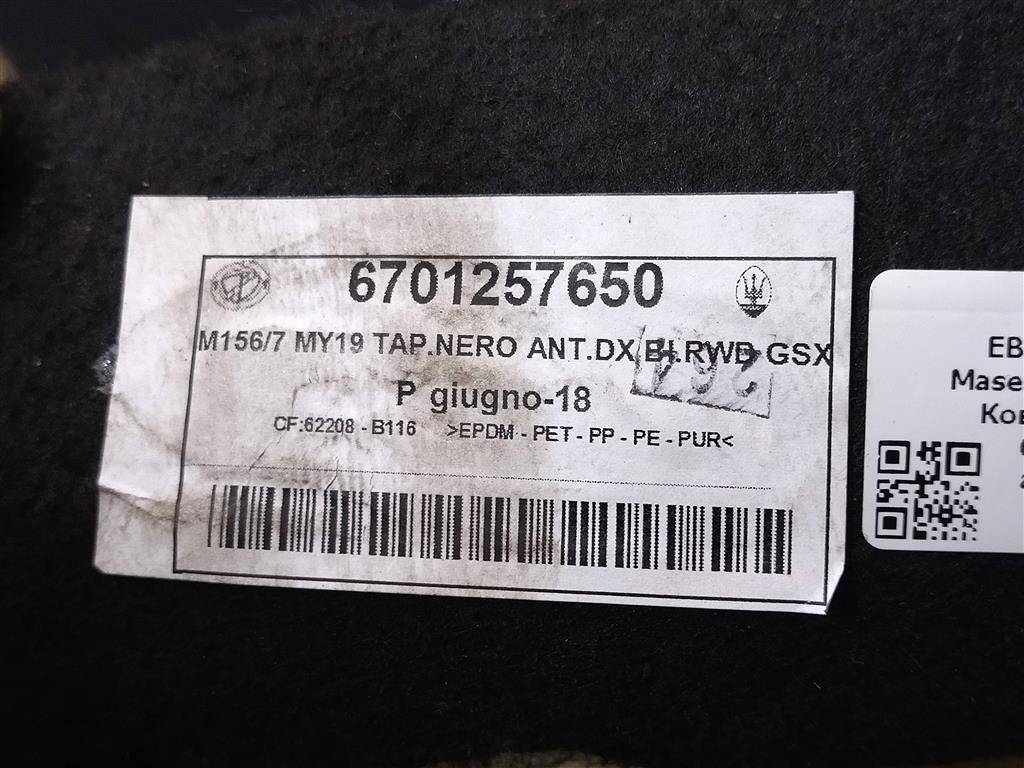 6701257650
M156/7 MY19 TAP.NERO ANT.DX.BI.RWD GSX
P giugno-18
CF:62208 - B116 >EPDM - PET - PP - PE - PUR<
EB
Mase
Ков